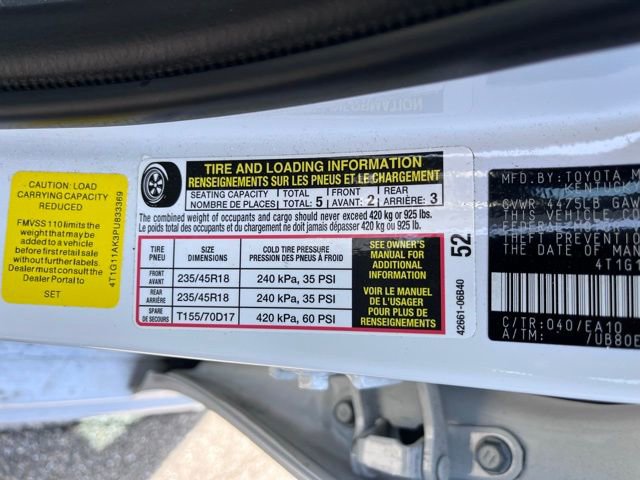 CAUTION: LOAD
CARRYING CAPACITY
REDUCED
FMVSS 110 limits the
weight that may be
added to a vehicle
before first retail sale
without further labels.
Dealer must consult the
Dealer Portal to
SET
4T1G11AK3PU833369
TIRE AND LOADING INFORMATION
RENSEIGNEMENTS SUR LES PNEUS ET LE CHARGEMENT
SEATING CAPACITY TOTAL FRONT REAR
NOMBRE DE PLACES TOTAL: 5 AVANT: 2 ARRIÈRE: 3
The combined weight of occupants and cargo should never exceed 420 kg or 925 lbs.
Le poids total des occupants et du chargement ne doit jamais dépasser 420 kg ou 925 lb.
TIRE SIZE COLD TIRE PRESSURE
PNEU DIMENSIONS PRESSION DES PNEUS À FROID
FRONT
AVANT 235/45R18 240 kPa, 35 PSI
REAR
ARRIÈRE 235/45R18 240 kPa, 35 PSI
SPARE
DE SECOURS T155/70D17 420 kPa, 60 PSI
SEE OWNER'S
MANUAL FOR
ADDITIONAL
INFORMATION
VOIR LE MANUEL
DE L'USAGER
POUR PLUS DE
RENSEIGNEMENTS
52
42661-06B40
MFD.BY:TOYOTA M
KENTUCK
GVWR 4475LB GAW
THIS VEHICLE
FEDERAL
THEFT PREVENTION
THE DATE OF MAN
4T1G1
C/TR:040/EA10
A/TM: 7UB80E
INFORMATION